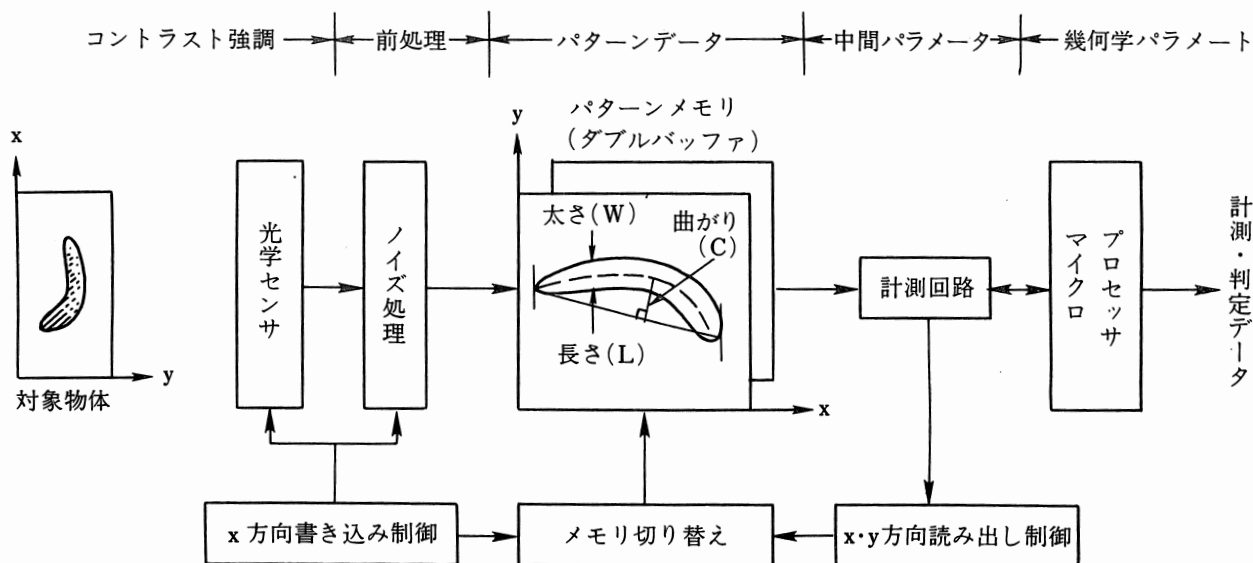 コントラスト強調
前処理
パターンデータ
中間パラメータ
幾何学パラメート
パターンメモリ
(ダブルバッファ)
x
y
対象物体
光学センサ
ノイズ処理
y
太さ(W)
曲がり
(C)
長さ(L)
x
計測回路
プロセッサ
マイクロ
計測・判定データ
x 方向書き込み制御
メモリ切り替え
x・y方向読み出し制御